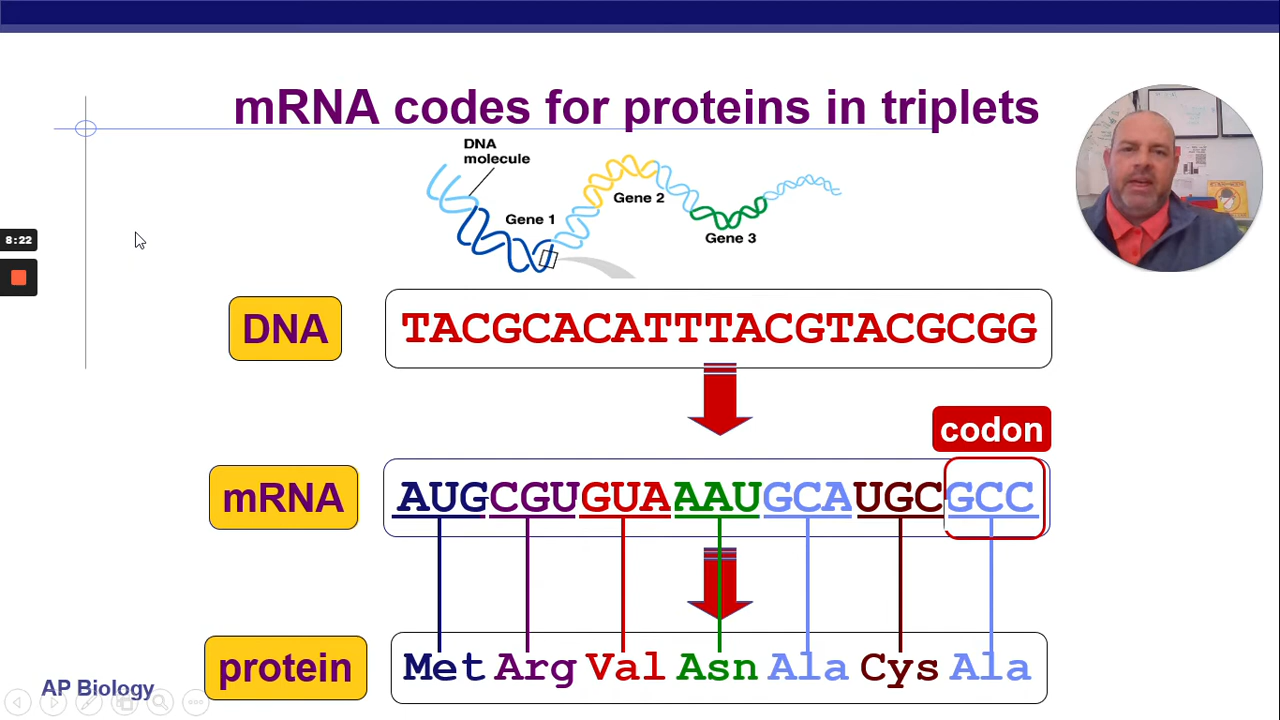 mRNA codes for proteins in triplets
DNA
molecule
Gene 1
Gene 2
Gene 3
8:22
DNA
TACGCACATTTACGTACGCGG
codon
mRNA
AUGCGUGUAAAUGCAUGCGCC
protein
Met Arg Val Asn Ala Cys Ala
AP Biology